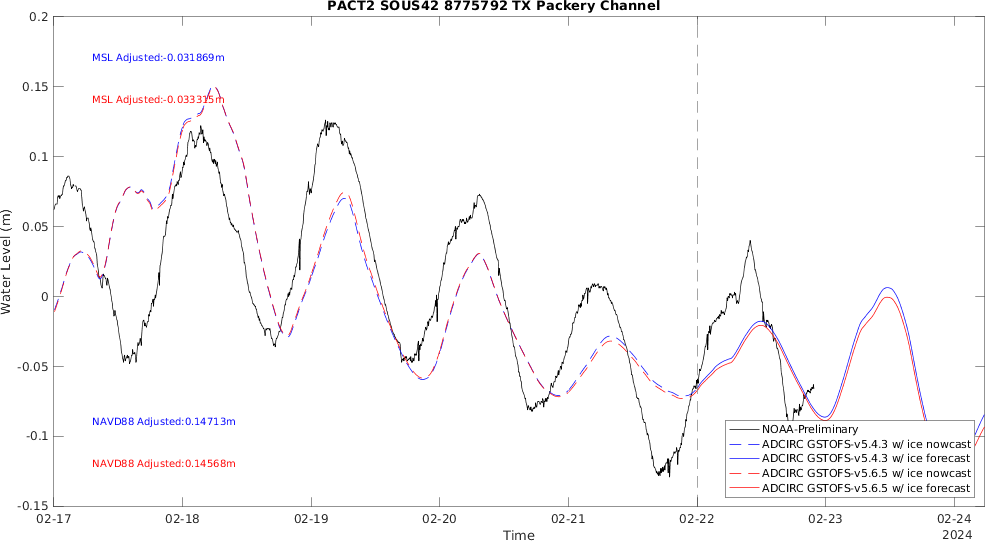 PACT2 SOUS42 8775792 TX Packery Channel
0.2
0.15
0.1
0.05
0
-0.05
-0.1
-0.15
Water Level (m)
MSL Adjusted:-0.031869m
MSL Adjusted:-0.033315m
NAVD88 Adjusted:0.14713m
NAVD88 Adjusted:0.14568m
NOAA-Preliminary
ADCIRC GSTOFS-v5.4.3 w/ ice nowcast
ADCIRC GSTOFS-v5.4.3 w/ ice forecast
ADCIRC GSTOFS-v5.6.5 w/ ice nowcast
ADCIRC GSTOFS-v5.6.5 w/ ice forecast
02-17 02-18 02-19 02-20 02-21 02-22 02-23 02-24
Time
2024